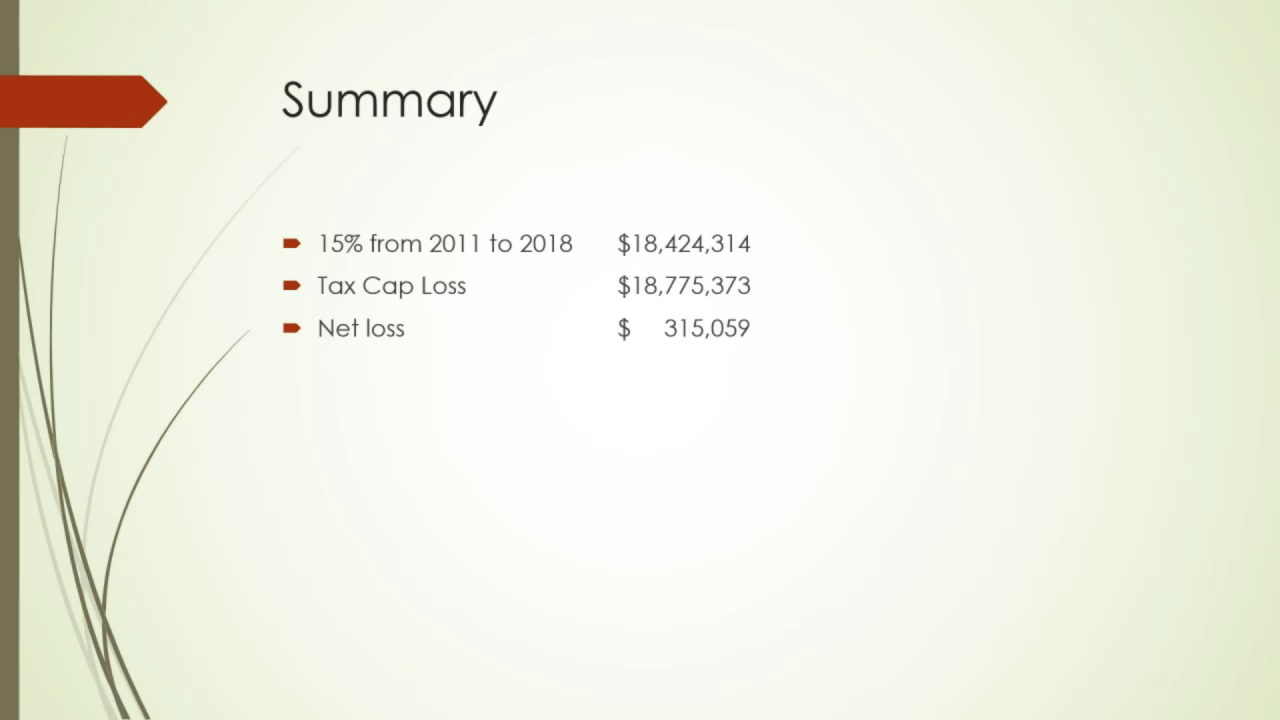 Summary
15% from 2011 to 2018 $18,424,314
Tax Cap Loss $18,775,373
Net loss $ 315,059